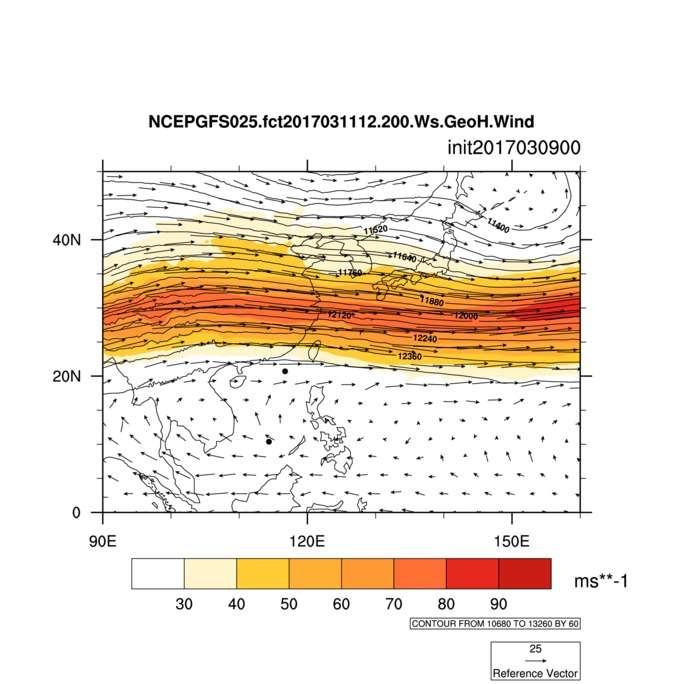 NCEPGFS025.fct2017031112.200.Ws.GeoH.Wind
init2017030900
11400
11520
40N
11640
11760
11880
12120
12000
12240
12360
20N
0
90E 120E 150E
30 40 50 60 70 80 90
ms**-1
CONTOUR FROM 10680 TO 13260 BY 60
25
Reference Vector